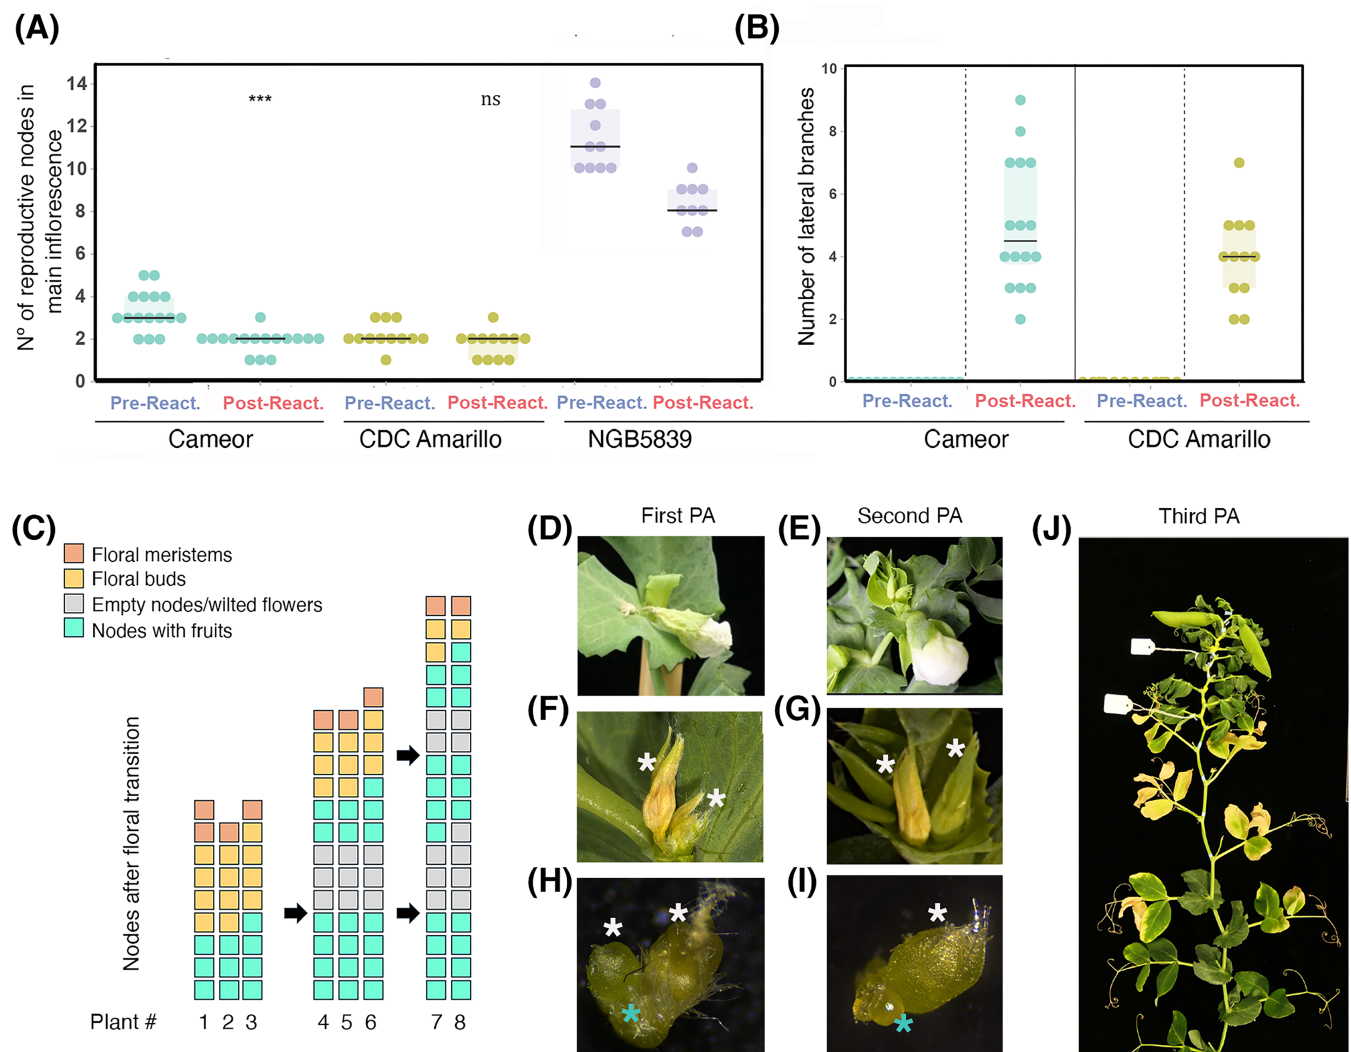 (A)
Nº of reproductive nodes in
main inflorescence
14
12
10
8
6
4
2
0
***
ns
Pre-React.
Post-React.
Pre-React.
Post-React.
Pre-React.
Post-React.
Cameor
CDC Amarillo
NGB5839
(B)
Number of lateral branches
10
8
6
4
2
0
Pre-React.
Post-React.
Pre-React.
Post-React.
Cameor
CDC Amarillo
(C)
Floral meristems
Floral buds
Empty nodes/wilted flowers
Nodes with fruits
Nodes after floral transition
Plant # 1 2 3 4 5 6 7 8
First PA
Second PA
Third PA
(D)
(E)
(J)
(F)
* *
(G)
* *
(H)
* *
*
(I)
*
*